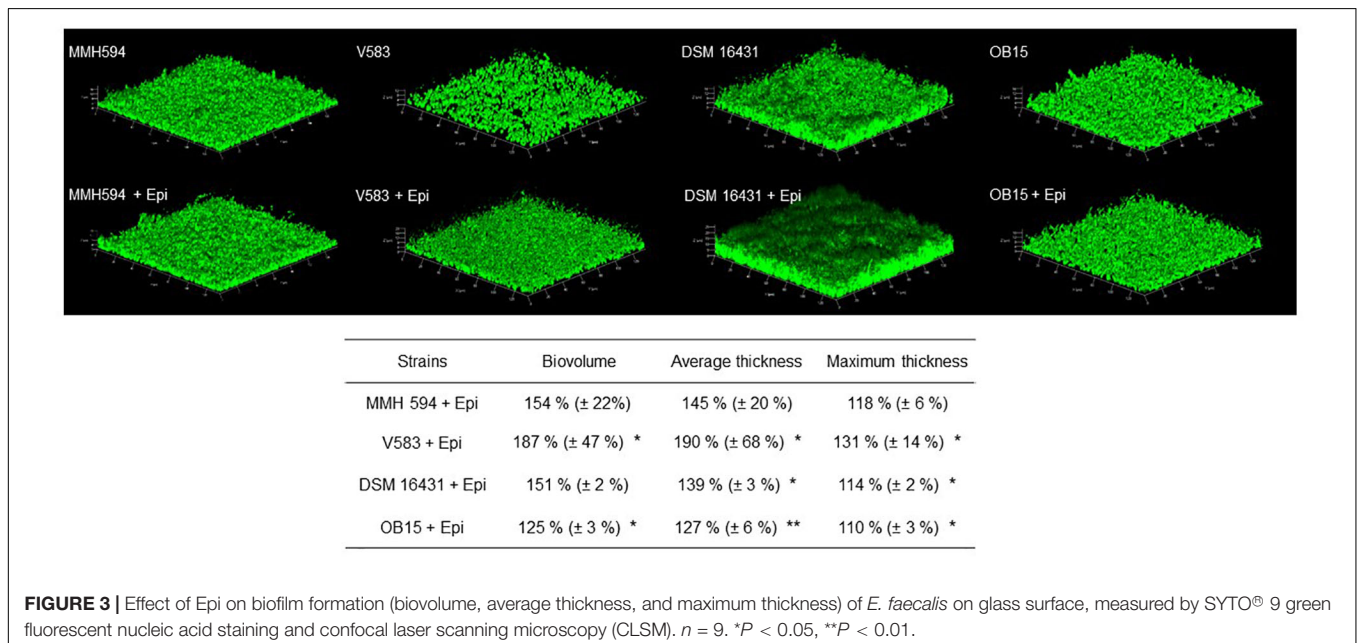 MMH594 V583 DSM 16431 OB15
MMH594 + Epi V583 + Epi DSM 16431 + Epi OB15 + Epi
Strains Biovolume Average thickness Maximum thickness
MMH 594 + Epi 154 % (± 22%) 145 % (± 20 %) 118 % (± 6 %)
V583 + Epi 187 % (± 47 %) * 190 % (± 68 %) * 131 % (± 14 %) *
DSM 16431 + Epi 151 % (± 2 %) 139 % (± 3 %) * 114 % (± 2 %) *
OB15 + Epi 125 % (± 3 %) * 127 % (± 6 %) ** 110 % (± 3 %) *
FIGURE 3 | Effect of Epi on biofilm formation (biovolume, average thickness, and maximum thickness) of E. faecalis on glass surface, measured by SYTO® 9 green
fluorescent nucleic acid staining and confocal laser scanning microscopy (CLSM). n = 9. *P < 0.05, **P < 0.01.